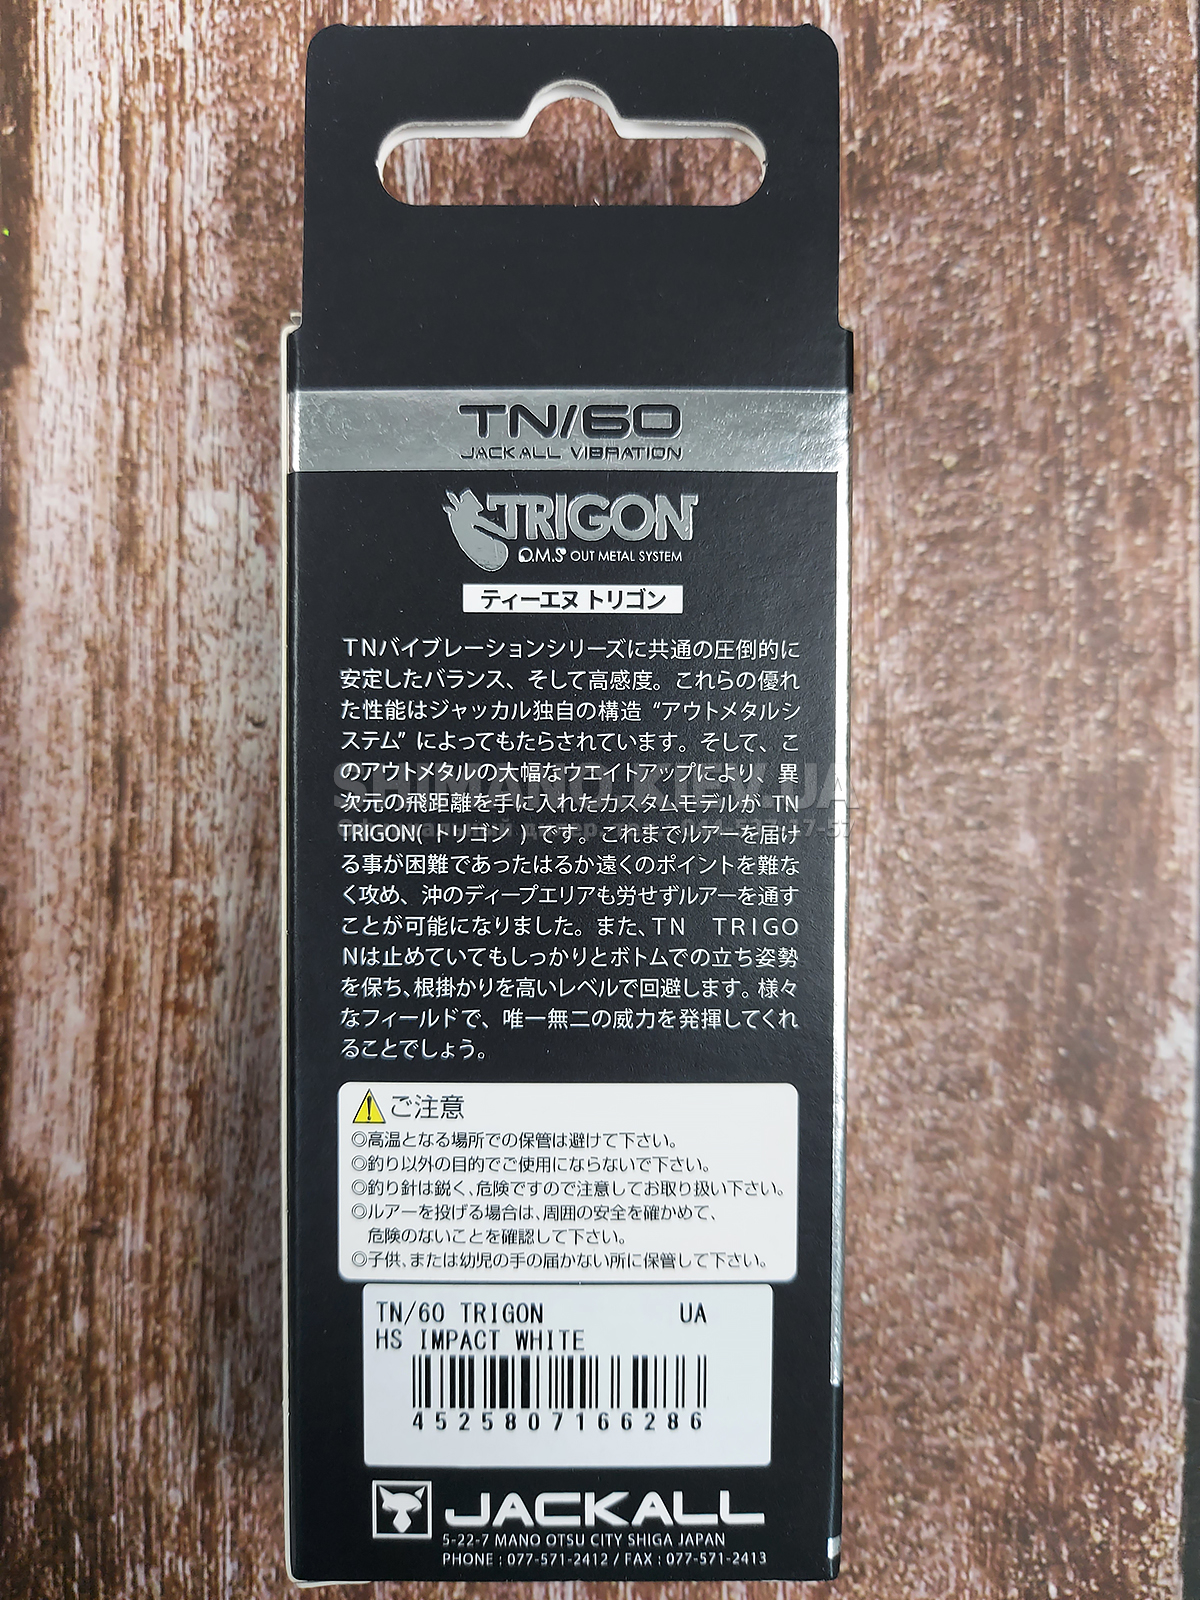 TN/60
JACKALL VIBRATION
TRIGON
O.M.S OUT METAL SYSTEM
ティーエヌ トリゴン
TNバイブレーションシリーズに共通の圧倒的に
安定したバランス、そして高感度。これらの優れ
た性能はジャッカル独自の構造 “アウトメタルシ
ステム” によってもたらされています。そして、こ
のアウトメタルの大幅なウエイトアップにより、異
次元の飛距離を手に入れたカスタムモデルが TN
TRIGON( トリゴン ) です。これまでルアーを届け
る事が困難であったはるか遠くのポイントを難な
く攻め、沖のディープエリアも労せずルアーを通す
ことが可能になりました。また、TN TRIGO
Nは止めていてもしっかりとボトムでの立ち姿勢
を保ち、根掛かりを高いレベルで回避します。様々
なフィールドで、唯一無二の威力を発揮してくれ
ることでしょう。
SHIMANO.KIEV.UA
ご注意
◎高温となる場所での保管は避けて下さい。
◎釣り以外の目的でご使用にならないで下さい。
◎釣り針は鋭く、危険ですので注意してお取り扱い下さい。
◎ルアーを投げる場合は、周囲の安全を確かめて、
危険のないことを確認して下さい。
◎子供、または幼児の手の届かない所に保管して下さい。
TN/60 TRIGON UA
HS IMPACT WHITE
4525807166286
JACKALL
5-22-7 MANO OTSU CITY SHIGA JAPAN
PHONE : 077-571-2412 / FAX : 077-571-2413